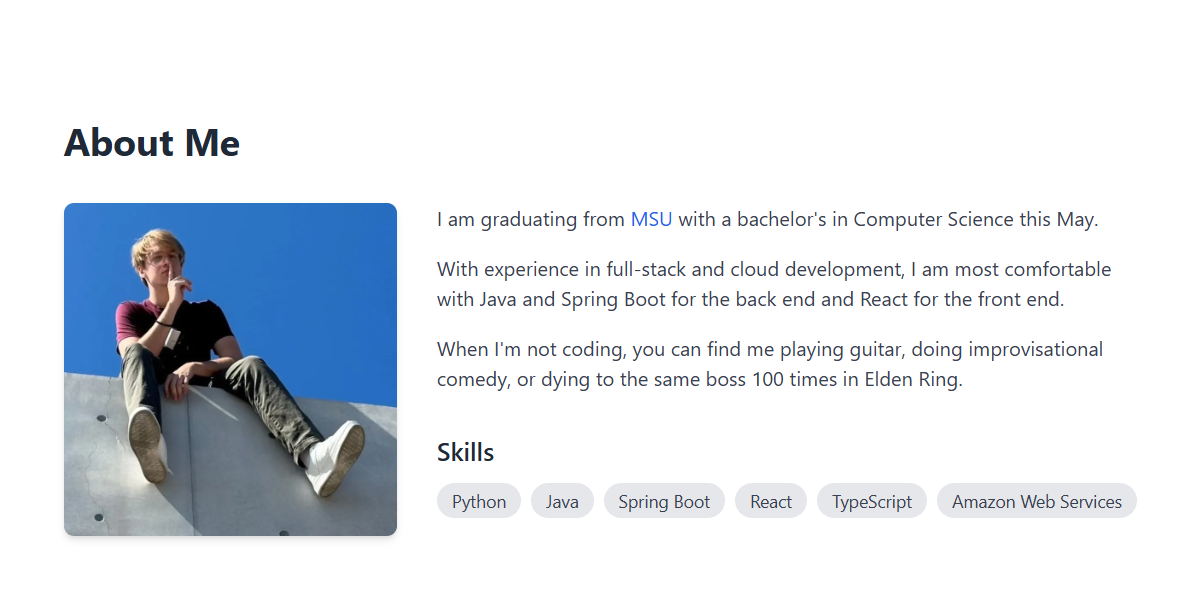 About Me
I am graduating from MSU with a bachelor's in Computer Science this May.
With experience in full-stack and cloud development, I am most comfortable
with Java and Spring Boot for the back end and React for the front end.
When I'm not coding, you can find me playing guitar, doing improvisational
comedy, or dying to the same boss 100 times in Elden Ring.
Skills
Python Java Spring Boot React TypeScript Amazon Web Services